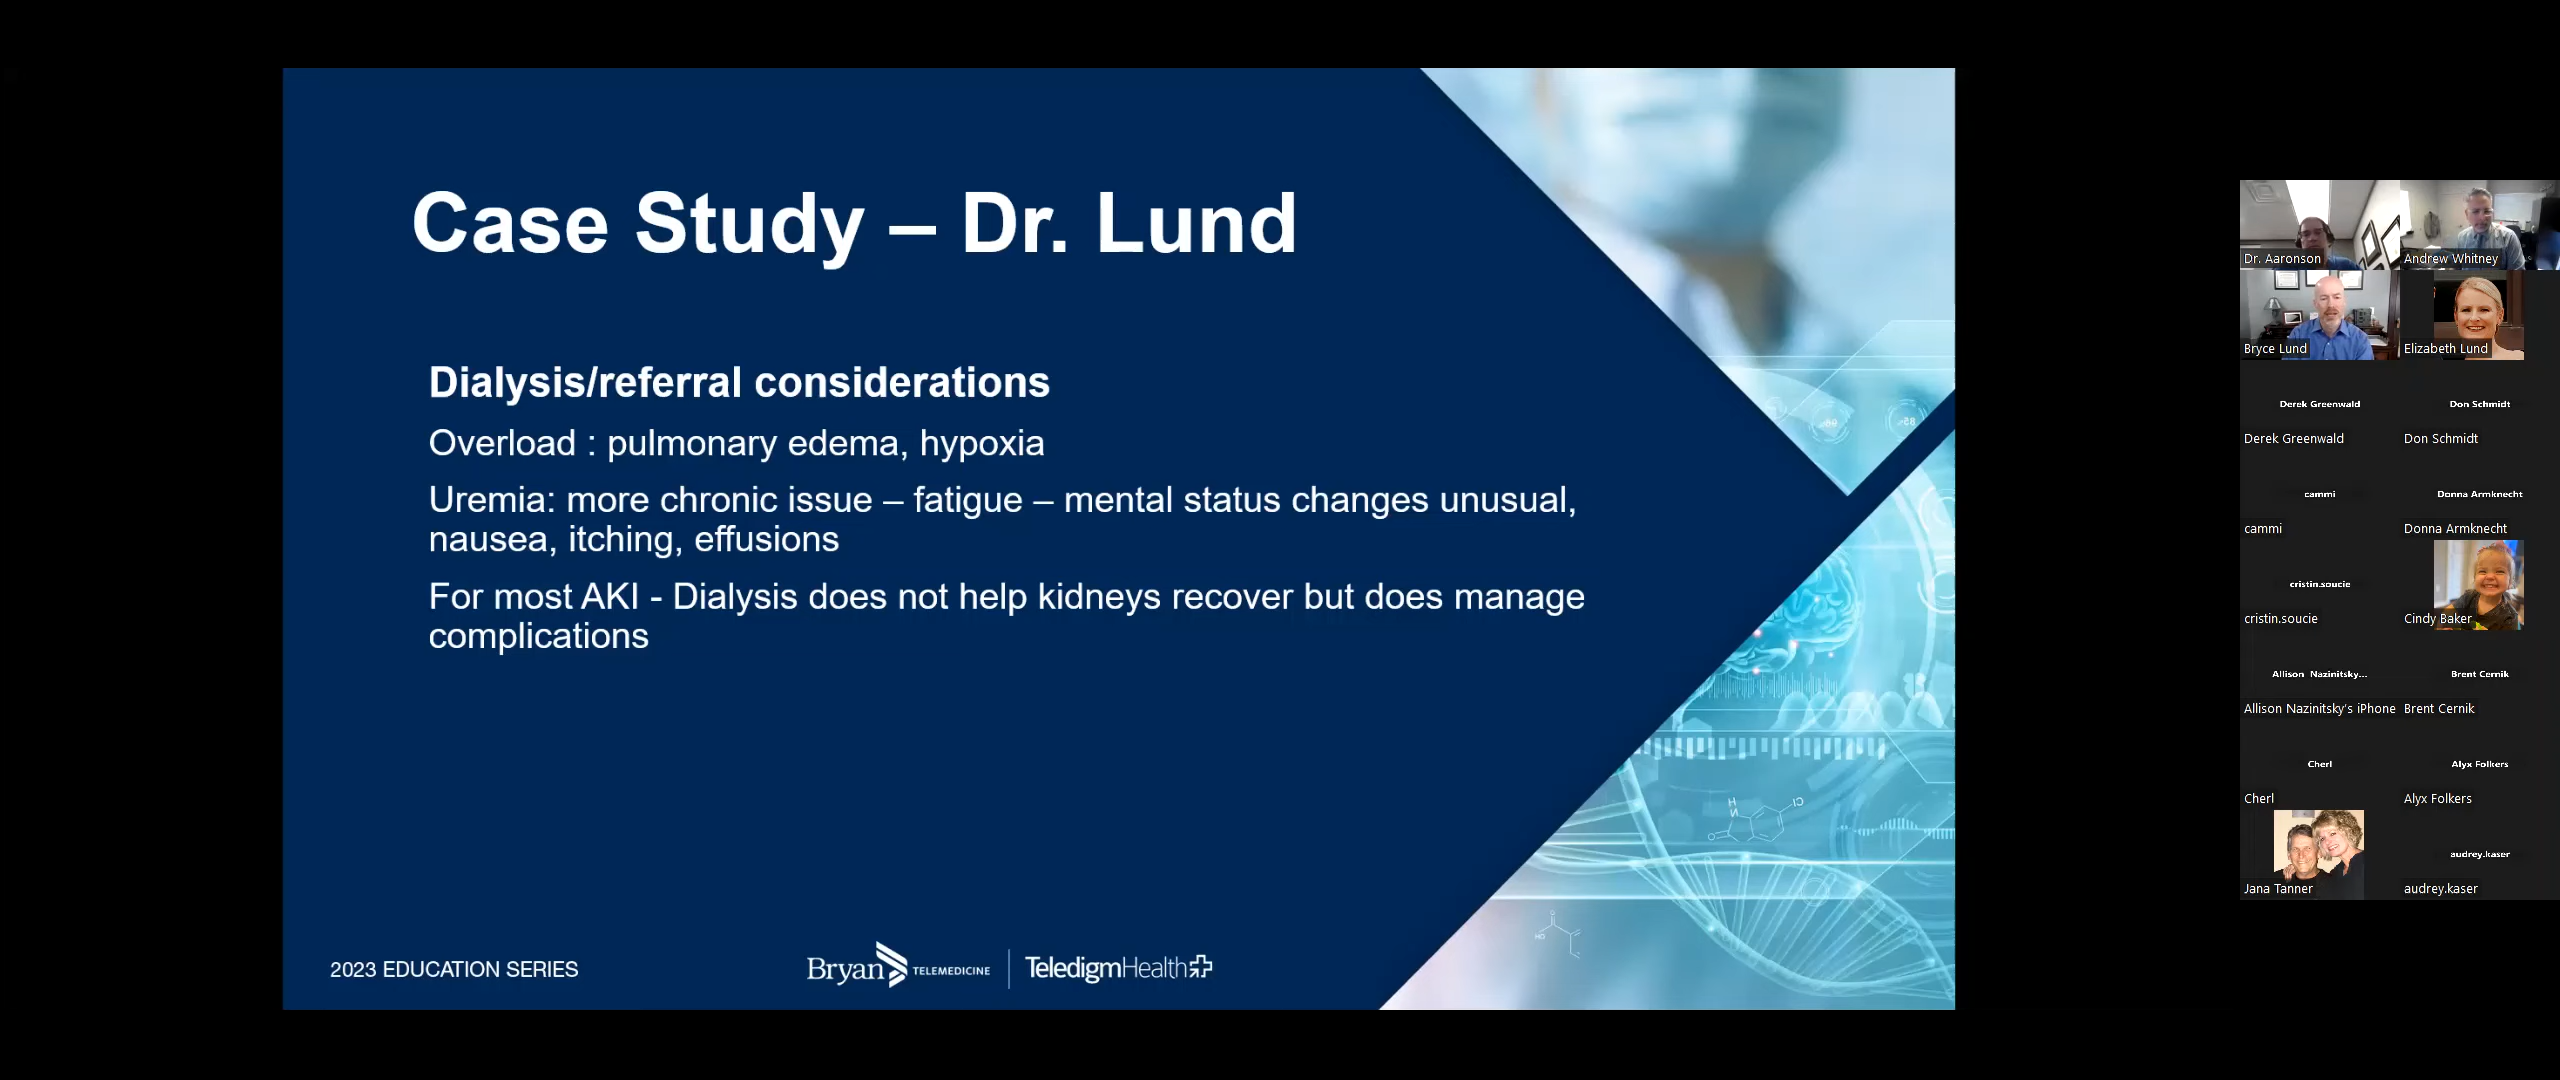 Case Study – Dr. Lund
Dialysis/referral considerations
Overload : pulmonary edema, hypoxia
Uremia: more chronic issue – fatigue – mental status changes unusual,
nausea, itching, effusions
For most AKI - Dialysis does not help kidneys recover but does manage
complications
2023 EDUCATION SERIES
Bryan TELEMEDICINE
TeledigmHealth
Dr. Aaronson
Andrew Whitney
Bryce Lund
Elizabeth Lund
Derek Greenwald
Don Schmidt
Derek Greenwald
Don Schmidt
cammi
Donna Armknecht
cammi
Donna Armknecht
cristin.soucie
cristin.soucie
Cindy Baker
Allison Nazinitsky...
Brent Cernik
Allison Nazinitsky's iPhone
Brent Cernik
Cherl
Alyx Folkers
Cherl
Alyx Folkers
audrey.kaser
Jana Tanner
audrey.kaser